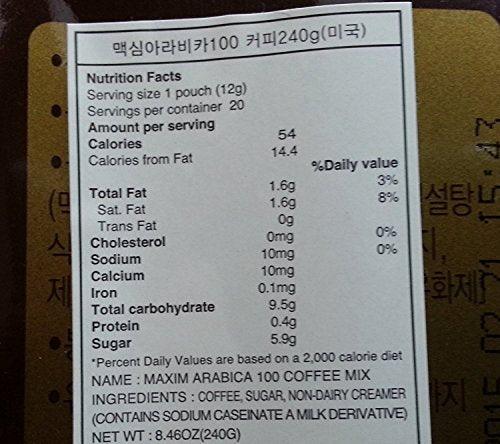 맥심아라비카100 커피240g(미국)
Nutrition Facts
Serving size 1 pouch (12g)
Servings per container 20
Amount per serving
Calories 54
Calories from Fat 14.4
%Daily value
Total Fat 1.6g 3%
Sat. Fat 1.6g 8%
Trans Fat 0g
Cholesterol 0mg 0%
Sodium 10mg 0%
Calcium 10mg
Iron 0.1mg
Total carbohydrate 9.5g
Protein 0.4g
Sugar 5.9g
*Percent Daily Values are based on a 2,000 calorie diet
NAME : MAXIM ARABICA 100 COFFEE MIX
INGREDIENTS : COFFEE, SUGAR, NON-DAIRY CREAMER
(CONTAINS SODIUM CASEINATE A MILK DERIVATIVE)
NET WT : 8.46OZ(240G)
설탕